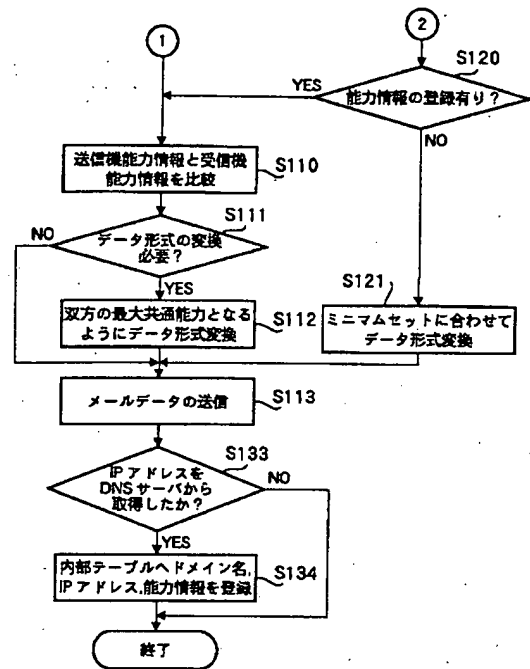 1
2
S120
YES
能力情報の登録有り？
NO
送信機能力情報と受信機
能力情報を比較
S110
S111
NO
データ形式の変換
必要？
YES
S121
双方の最大共通能力となる
ようにデータ形式変換
S112
ミニマムセットに合わせて
データ形式変換
メールデータの送信
S113
S133
IPアドレスを
DNSサーバから
取得したか？
NO
YES
内部テーブルへドメイン名,
IPアドレス,能力情報を登録
S134
終了